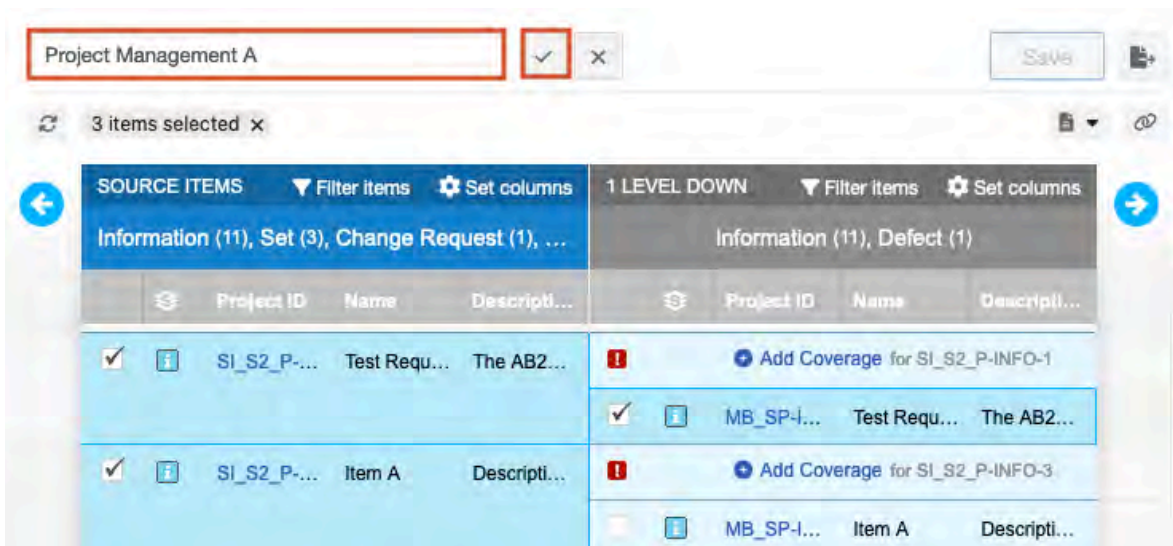 Project Management A
Save
3 items selected
SOURCE ITEMS Filter items Set columns
1 LEVEL DOWN Filter items Set columns
Information (11), Set (3), Change Request (1), ...
Information (11), Defect (1)
Project ID Name Descripti...
Project ID Name Descripti...
SI_S2_P-... Test Requ... The AB2...
Add Coverage for SI_S2_P-INFO-1
MB_SP-I... Test Requ... The AB2...
SI_S2_P-... Item A Descripti...
Add Coverage for SI_S2_P-INFO-3
MB_SP-I... Item A Descripti...